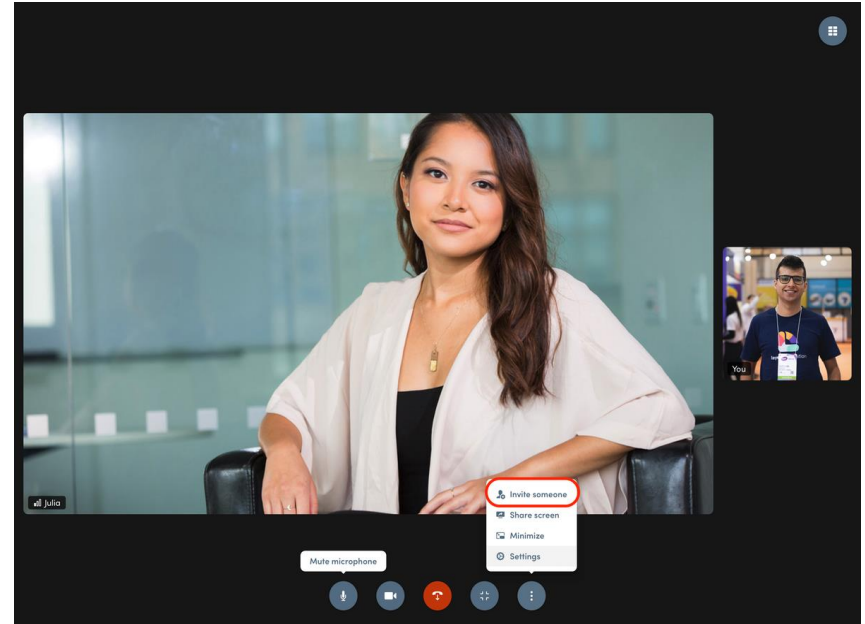 Julia
You
Invite someone
Share screen
Minimize
Settings
Mute microphone